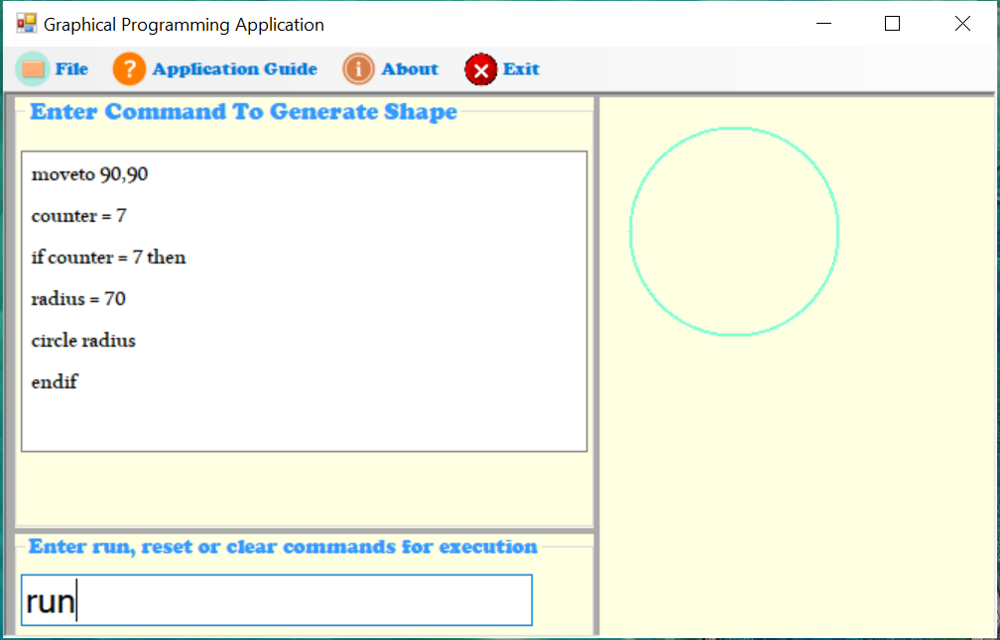 Graphical Programming Application
File Application Guide About Exit
Enter Command To Generate Shape
moveto 90,90
counter = 7
if counter = 7 then
radius = 70
circle radius
endif
Enter run, reset or clear commands for execution
run